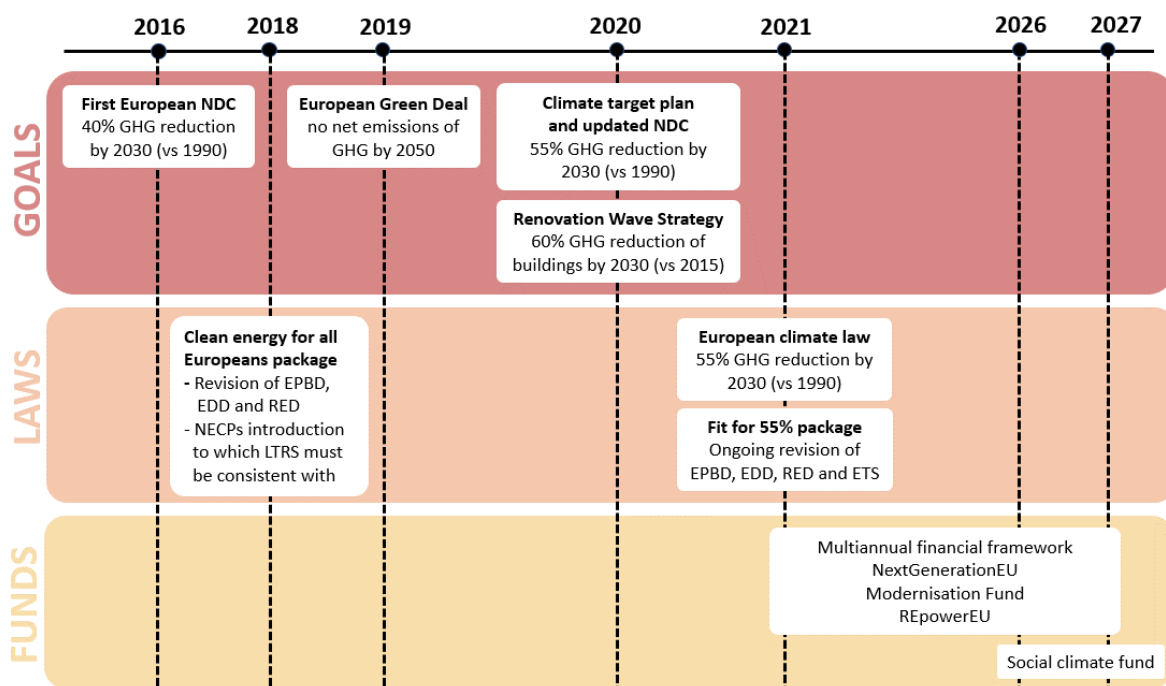 2016 2018 2019 2020 2021 2026 2027
GOALS
First European NDC
40% GHG reduction
by 2030 (vs 1990)
European Green Deal
no net emissions of
GHG by 2050
Climate target plan
and updated NDC
55% GHG reduction by
2030 (vs 1990)
Renovation Wave Strategy
60% GHG reduction of
buildings by 2030 (vs 2015)
LAWS
Clean energy for all
Europeans package
- Revision of EPBD,
EDD and RED
- NECPs introduction
to which LTRS must
be consistent with
European climate law
55% GHG reduction by
2030 (vs 1990)
Fit for 55% package
Ongoing revision of
EPBD, EDD, RED and ETS
FUNDS
Multiannual financial framework
NextGenerationEU
Modernisation Fund
REpowerEU
Social climate fund